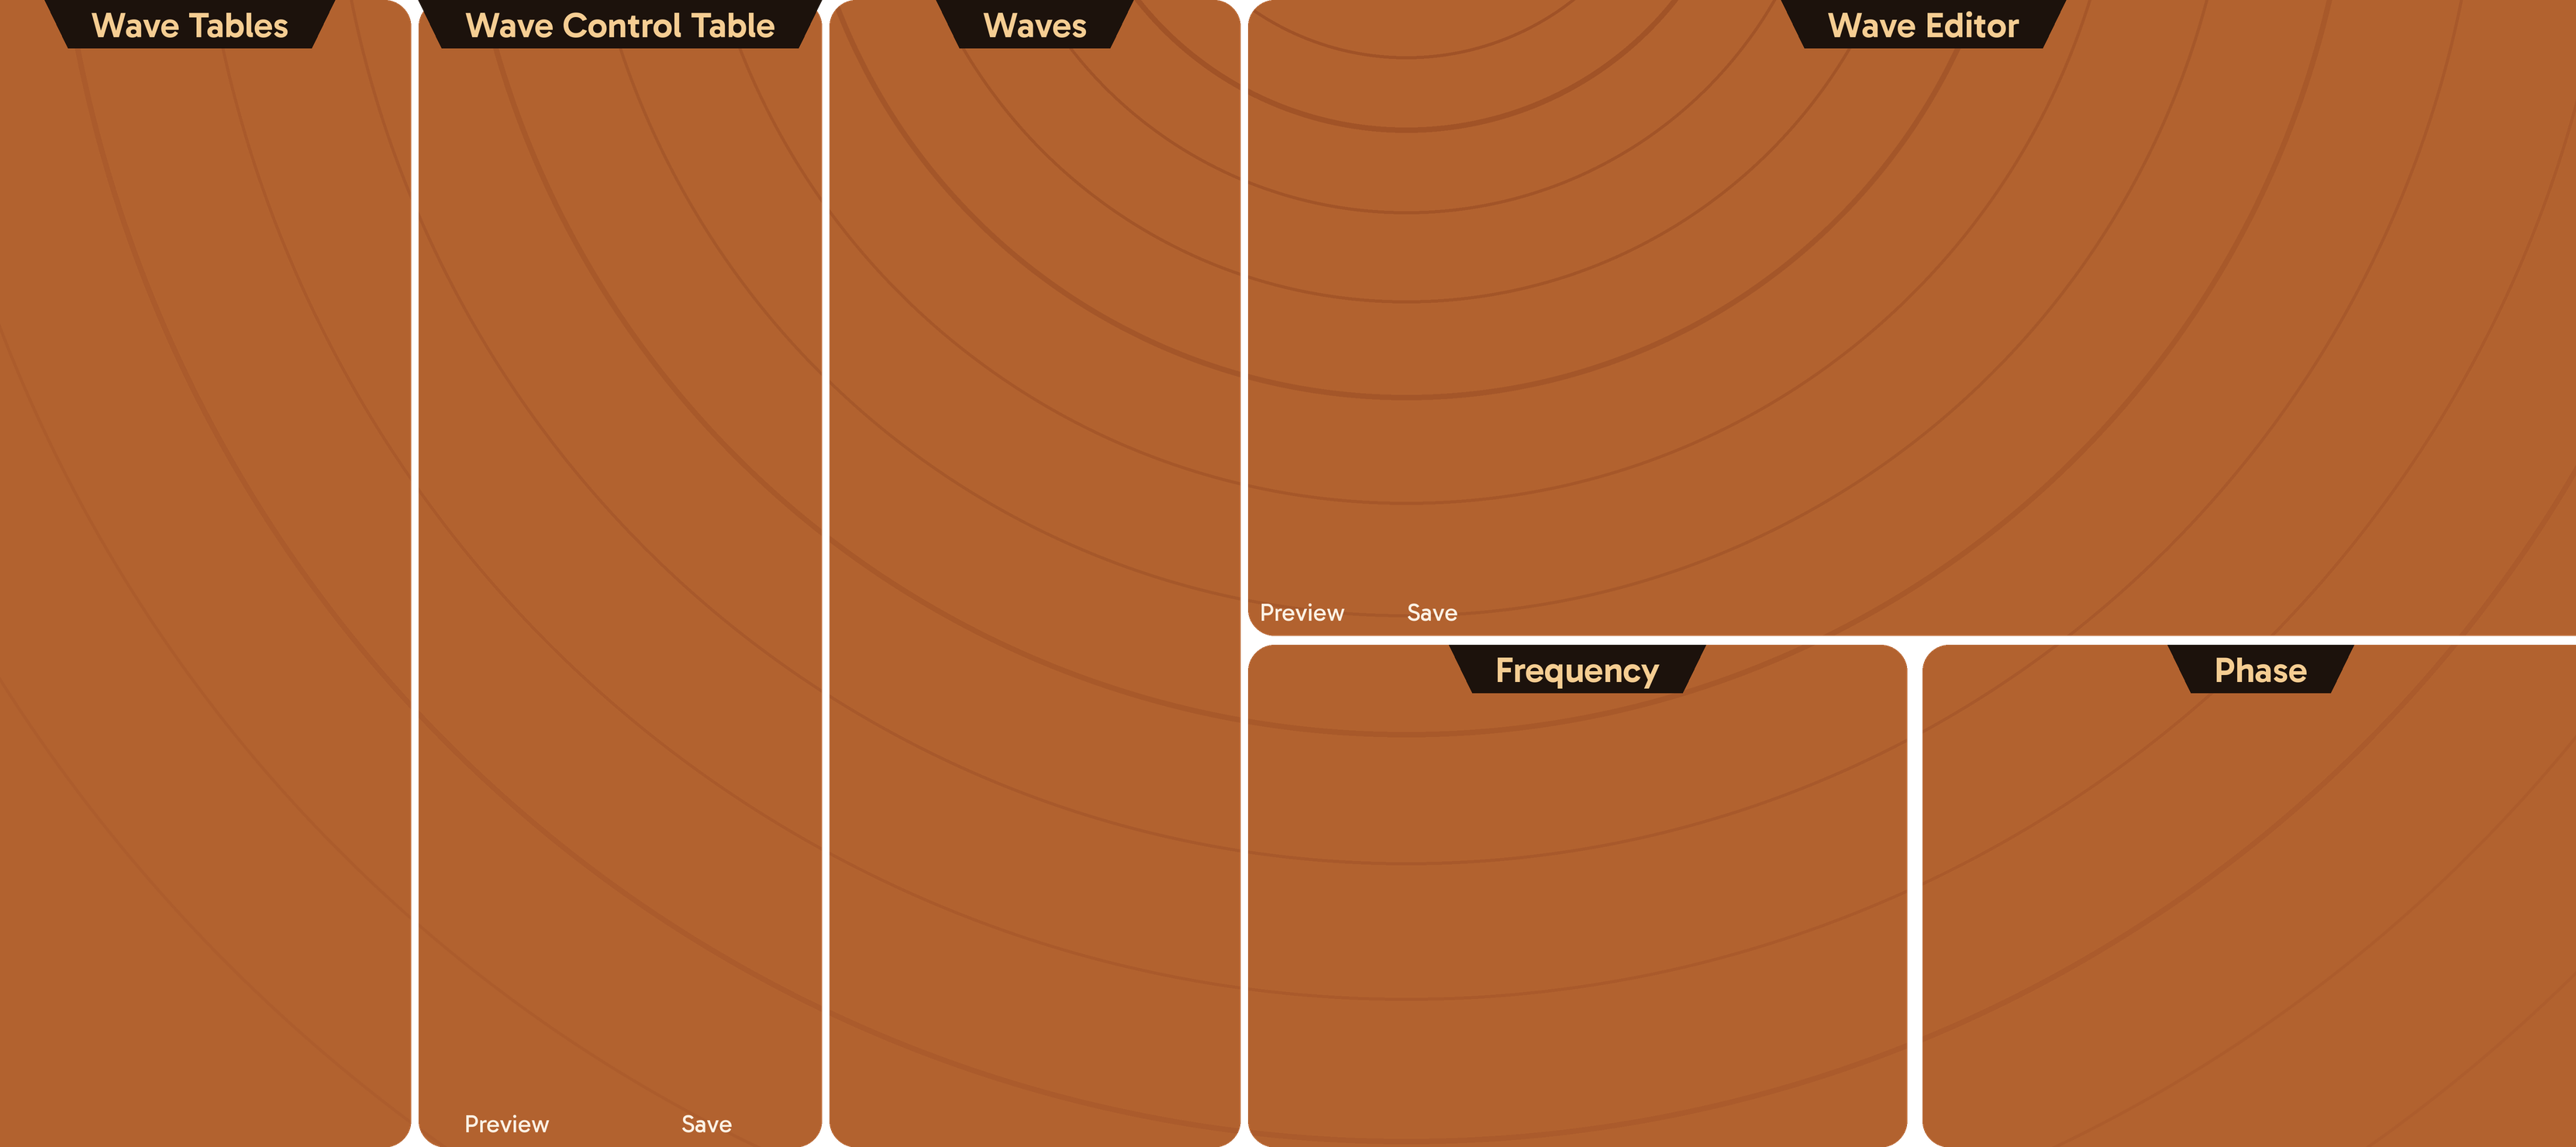 Wave Tables
Wave Control Table
Waves
Wave Editor
Preview Save
Frequency
Phase
Preview Save